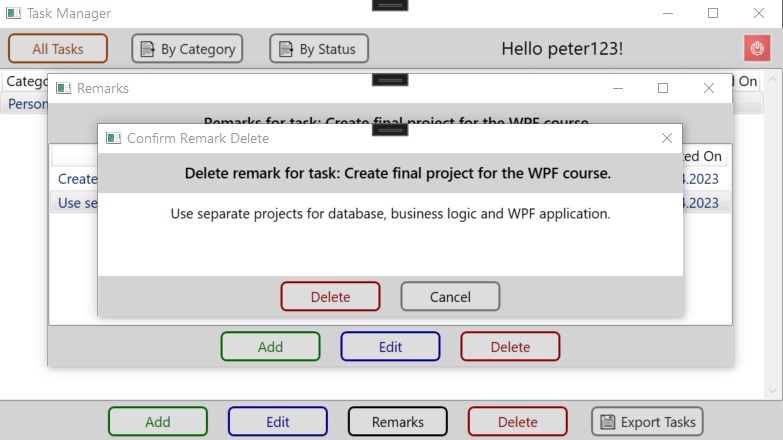 Task Manager
All Tasks
By Category
By Status
Hello peter123!
Catego
d On
Person
Remarks
Remarks for task: Create final project for the WPF course.
ted On
Create
4.2023
Use se
4.2023
Confirm Remark Delete
Delete remark for task: Create final project for the WPF course.
Use separate projects for database, business logic and WPF application.
Delete
Cancel
Add
Edit
Delete
Add
Edit
Remarks
Delete
Export Tasks